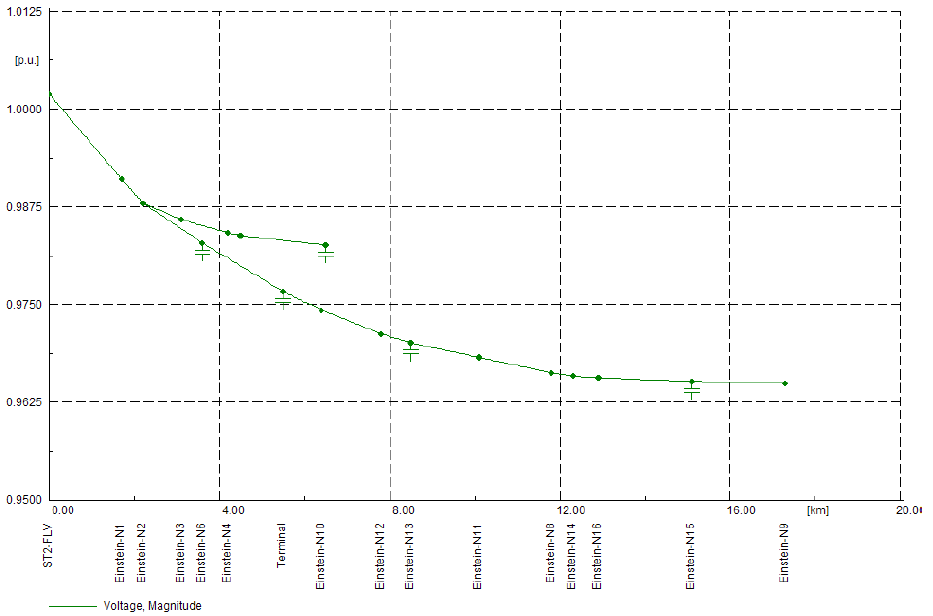 1.0125
[p.u.]
1.0000
0.9875
0.9750
0.9625
0.9500
0.00 4.00 8.00 12.00 16.00 [km] 20.00
ST2-FLV
Einstein-N1
Einstein-N2
Einstein-N3
Einstein-N6
Einstein-N4
Terminal
Einstein-N10
Einstein-N12
Einstein-N13
Einstein-N11
Einstein-N8
Einstein-N14
Einstein-N16
Einstein-N15
Einstein-N9
Voltage, Magnitude